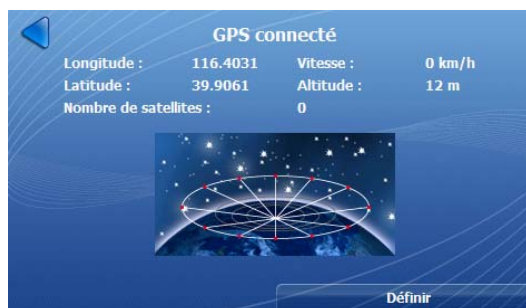 GPS connecté
Longitude : 116.4031 Vitesse : 0 km/h
Latitude : 39.9061 Altitude : 12 m
Nombre de satellites : 0
Définir